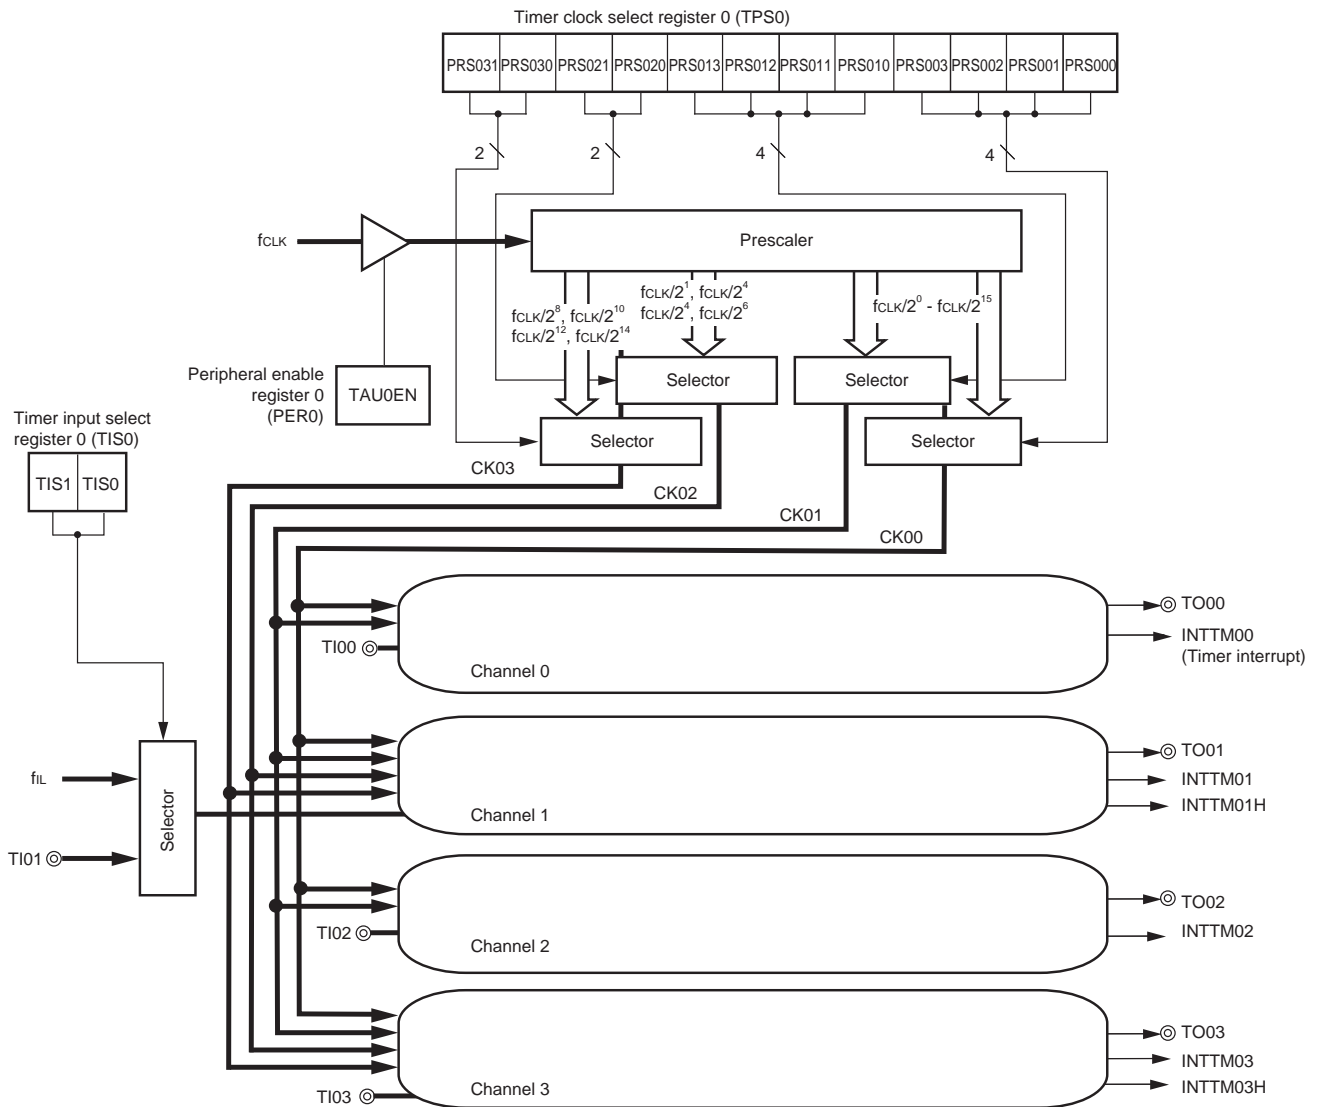 Timer clock select register 0 (TPS0)
PRS031 PRS030 PRS021 PRS020 PRS013 PRS012 PRS011 PRS010 PRS003 PRS002 PRS001 PRS000
2
2
4
4
fCLK
Prescaler
fCLK/2^8, fCLK/2^10
fCLK/2^12, fCLK/2^14
fCLK/2^1, fCLK/2^4
fCLK/2^4, fCLK/2^6
fCLK/2^0 - fCLK/2^15
Peripheral enable
register 0
(PER0)
TAU0EN
Selector
Selector
Selector
Selector
Timer input select
register 0 (TIS0)
TIS1 TIS0
CK03
CK02
CK01
CK00
TI00
Channel 0
TO00
INTTM00
(Timer interrupt)
fIL
TI01
Selector
Channel 1
TO01
INTTM01
INTTM01H
TI02
Channel 2
TO02
INTTM02
TI03
Channel 3
TO03
INTTM03
INTTM03H